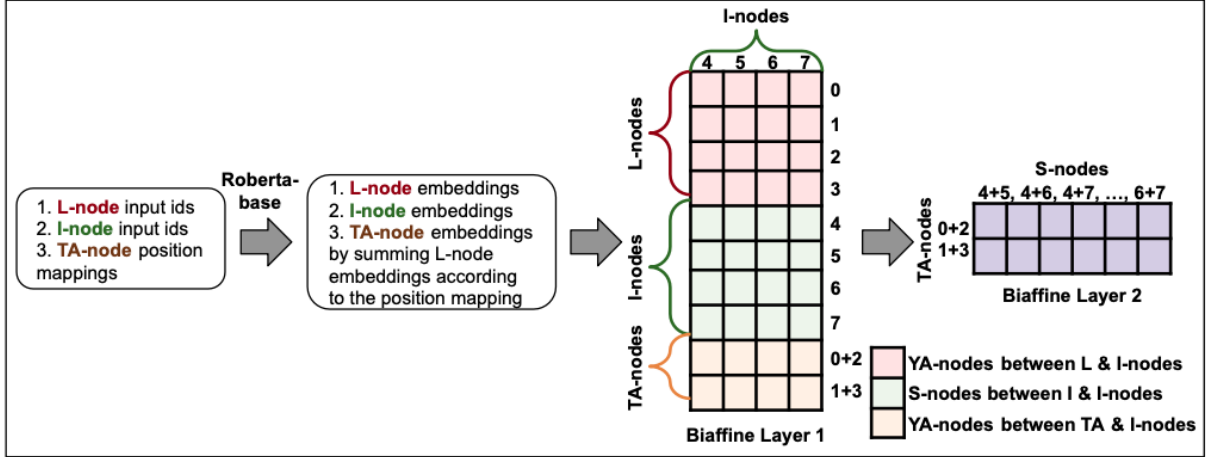 1. L-node input ids
2. I-node input ids
3. TA-node position
mappings
Roberta-
base
1. L-node embeddings
2. I-node embeddings
3. TA-node embeddings
by summing L-node
embeddings according
to the position mapping
I-nodes
4 5 6 7
L-nodes
0
1
2
3
I-nodes
4
5
6
7
TA-nodes
0+2
1+3
Biaffine Layer 1
S-nodes
4+5, 4+6, 4+7, ..., 6+7
TA-nodes
0+2
1+3
Biaffine Layer 2
YA-nodes between L & I-nodes
S-nodes between I & I-nodes
YA-nodes between TA & I-nodes